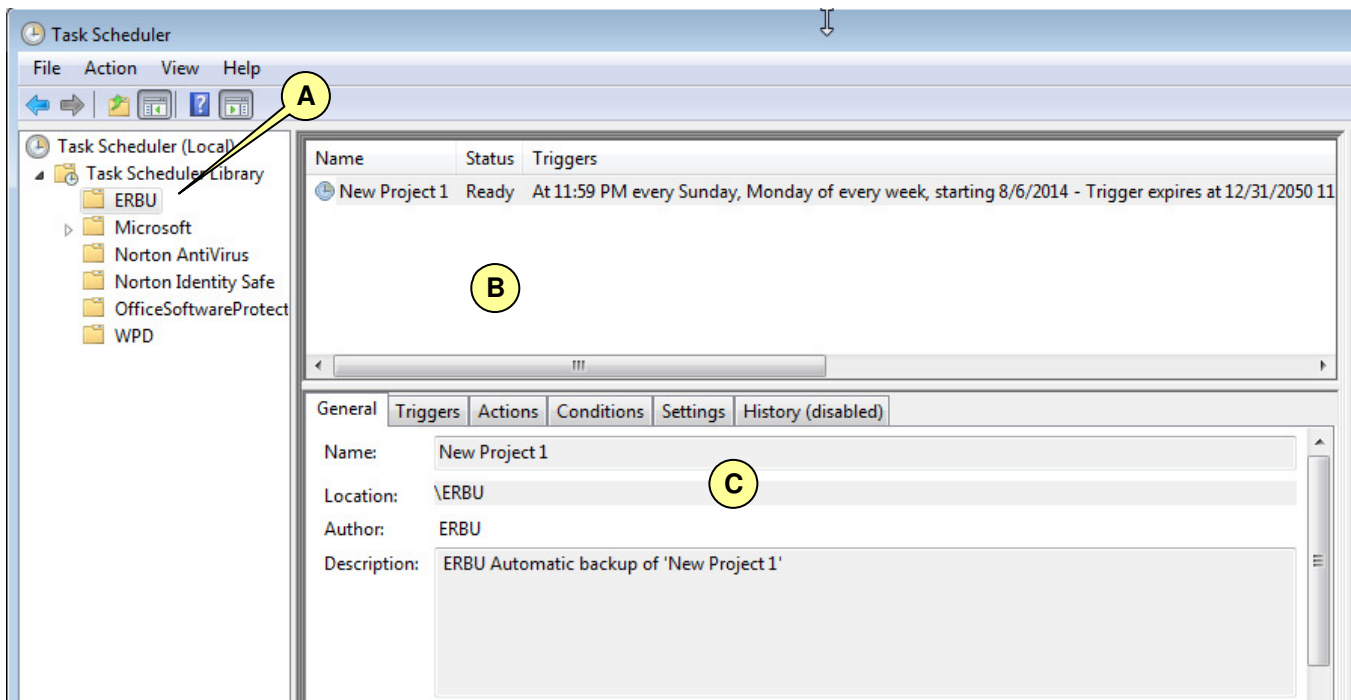 Task Scheduler
File Action View Help
A
Task Scheduler (Local)
Task Scheduler Library
ERBU
Microsoft
Norton AntiVirus
Norton Identity Safe
OfficeSoftwareProtect
WPD
Name Status Triggers
New Project 1 Ready At 11:59 PM every Sunday, Monday of every week, starting 8/6/2014 - Trigger expires at 12/31/2050 11
B
General Triggers Actions Conditions Settings History (disabled)
Name: New Project 1
C
Location: \ERBU
Author: ERBU
Description: ERBU Automatic backup of 'New Project 1'